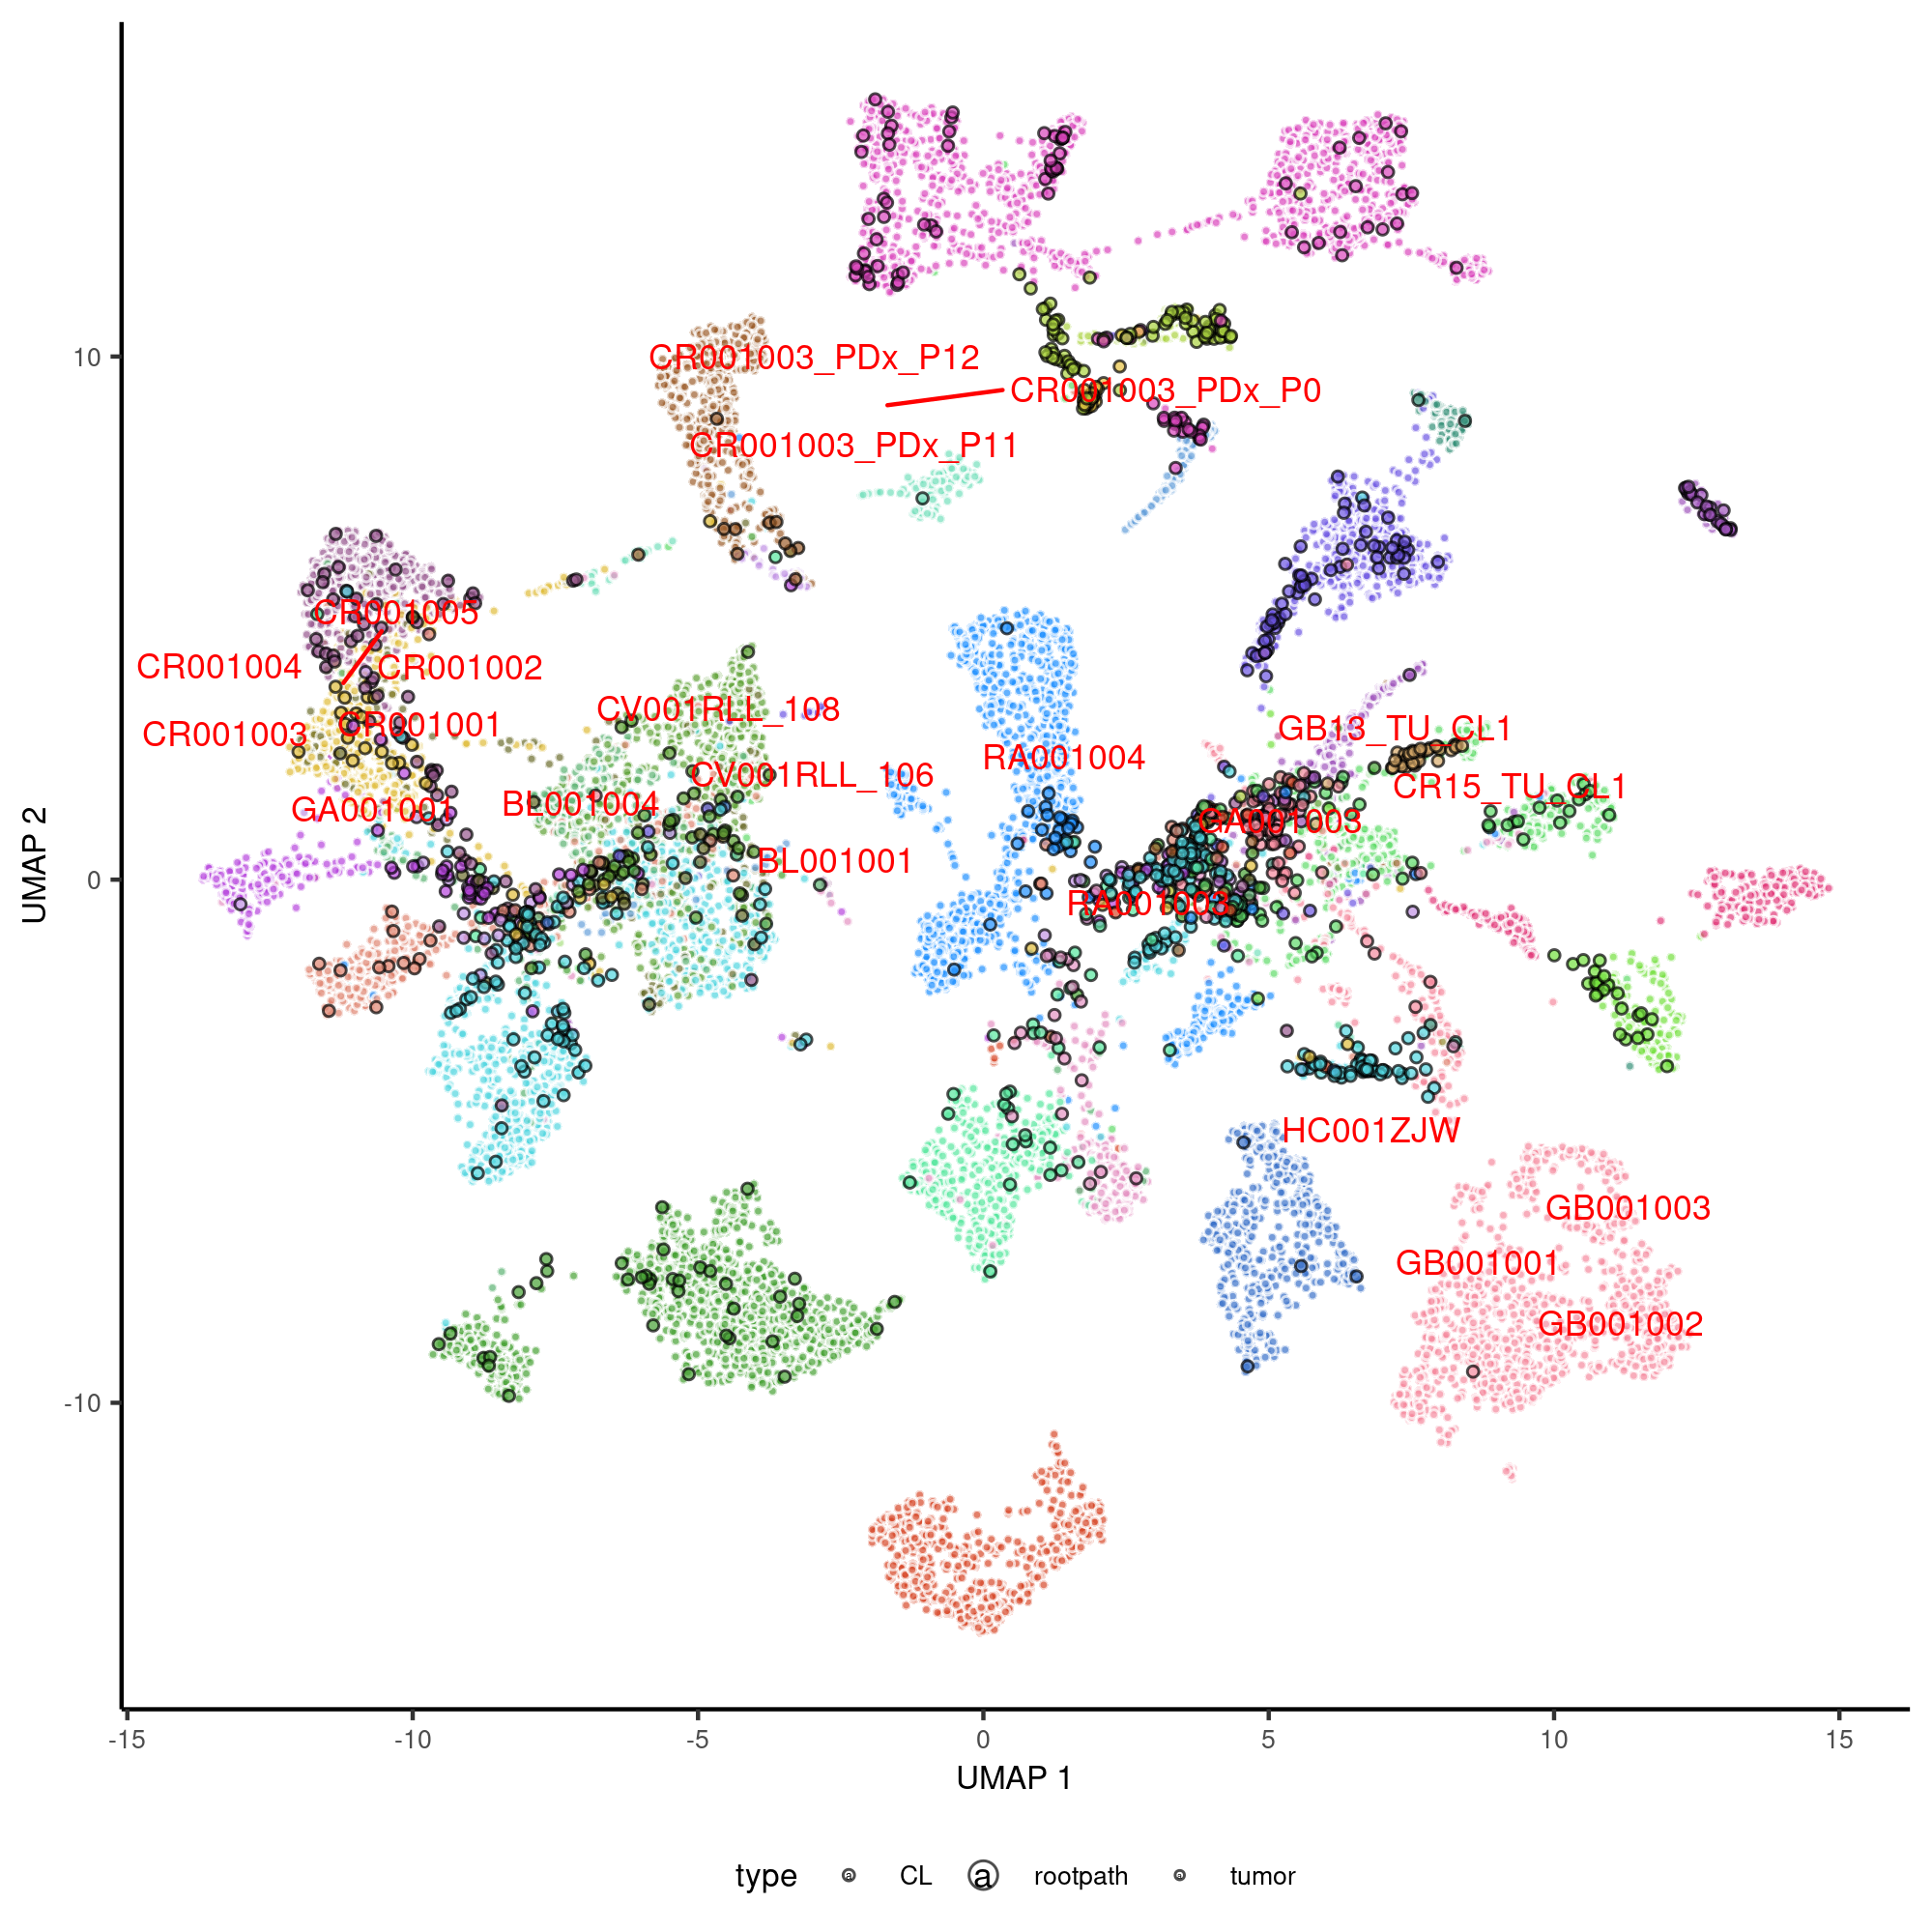 CR001003_PDx_P12
10
CR001003_PDx_P0
CR001003_PDx_P11
CR001005
CR001004
CR001002
CV001RLL_108
CR001003
CR001001
GB13_TU_CL1
RA001004
CV001RLL_106
CR15_TU_CL1
GA001001
BL001004
GA001003
BL001001
0
RA001003
UMAP 2
HC001ZJW
GB001003
GB001001
GB001002
-10
-15 -10 -5 0 5 10 15
UMAP 1
type a CL a rootpath a tumor